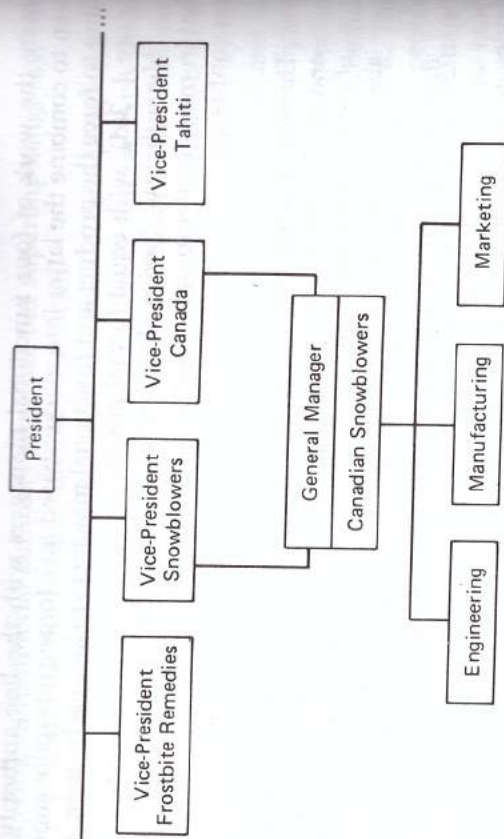 President
...
Vice-President
Frostbite Remedies
Vice-President
Snowblowers
Vice-President
Canada
Vice-President
Tahiti
General Manager
Canadian Snowblowers
Engineering
Manufacturing
Marketing